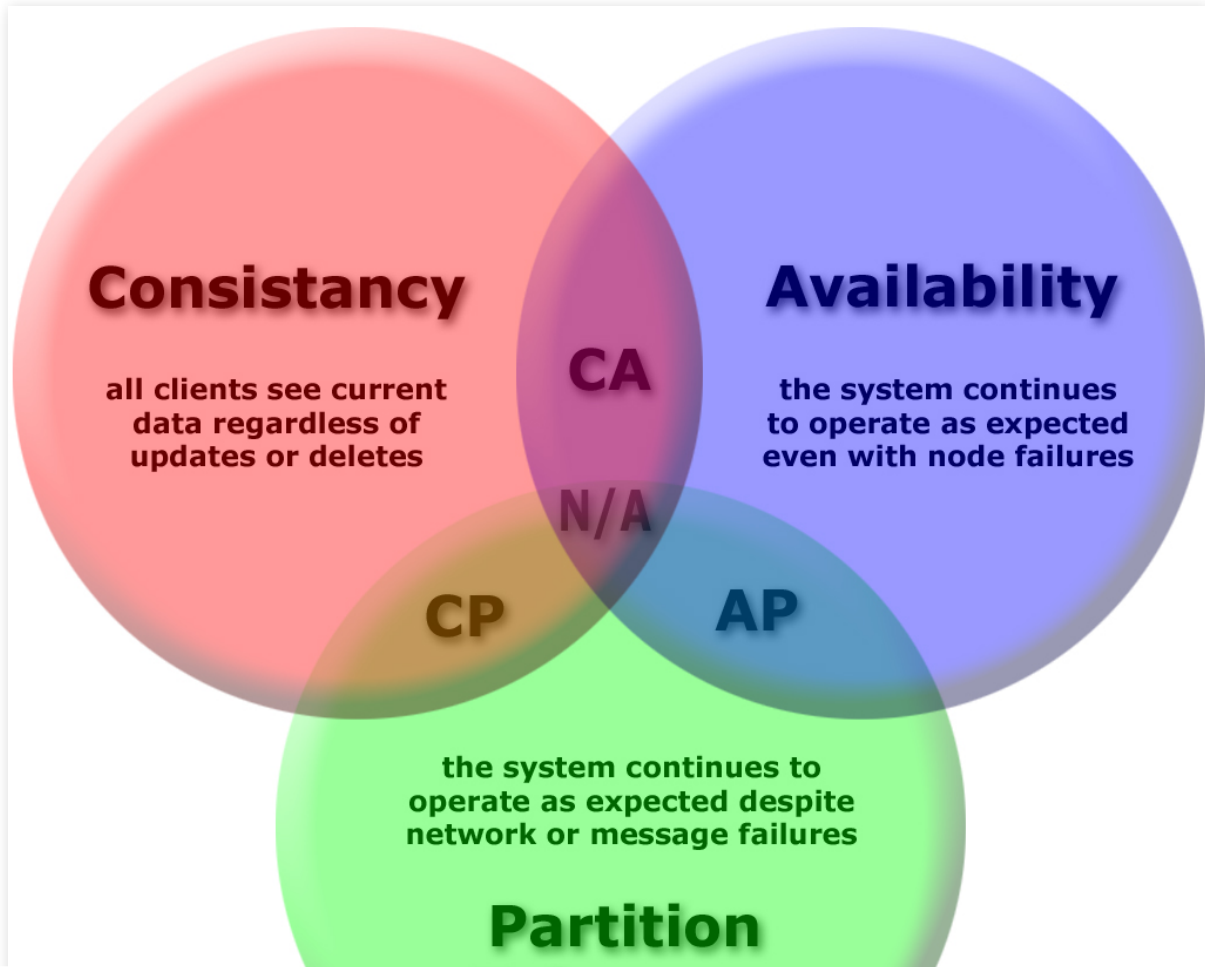 Consistancy
all clients see current
data regardless of
updates or deletes
Availability
the system continues
to operate as expected
even with node failures
CA
N/A
CP
AP
the system continues to
operate as expected despite
network or message failures
Partition